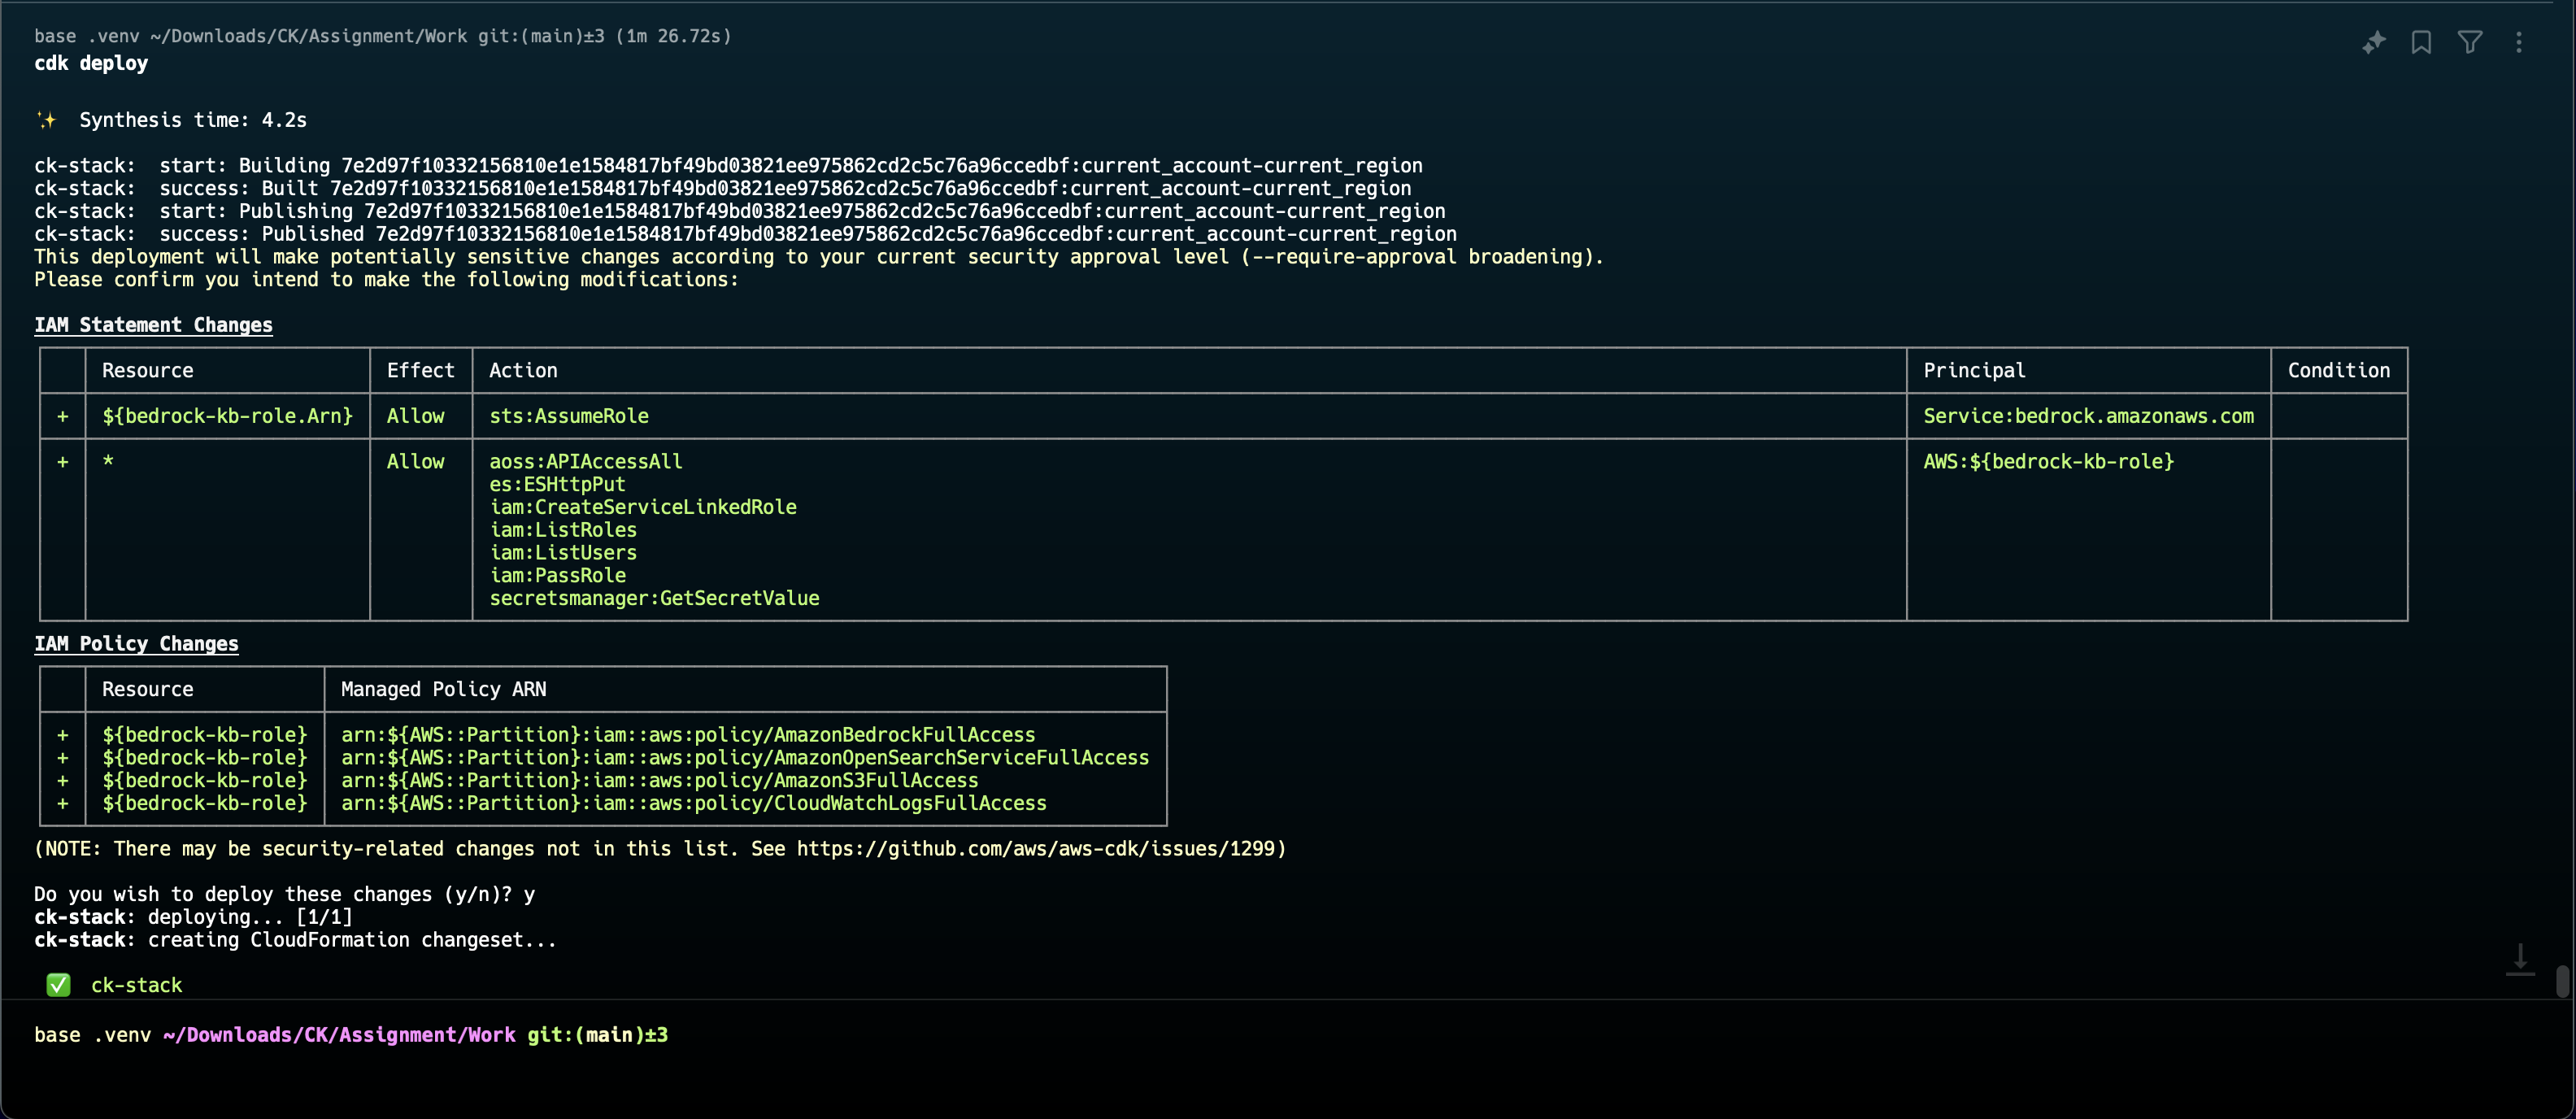 base .venv ~/Downloads/CK/Assignment/Work git:(main)±3 (1m 26.72s)
cdk deploy
✨  Synthesis time: 4.2s
ck-stack:  start: Building 7e2d97f10332156810e1e1584817bf49bd03821ee975862cd2c5c76a96ccedbf:current_account-current_region
ck-stack:  success: Built 7e2d97f10332156810e1e1584817bf49bd03821ee975862cd2c5c76a96ccedbf:current_account-current_region
ck-stack:  start: Publishing 7e2d97f10332156810e1e1584817bf49bd03821ee975862cd2c5c76a96ccedbf:current_account-current_region
ck-stack:  success: Published 7e2d97f10332156810e1e1584817bf49bd03821ee975862cd2c5c76a96ccedbf:current_account-current_region
This deployment will make potentially sensitive changes according to your current security approval level (--require-approval broadening).
Please confirm you intend to make the following modifications:
IAM Statement Changes
Resource Effect Action Principal Condition
+ ${bedrock-kb-role.Arn} Allow sts:AssumeRole Service:bedrock.amazonaws.com
+ * Allow aoss:APIAccessAll AWS:${bedrock-kb-role}
es:ESHttpPut
iam:CreateServiceLinkedRole
iam:ListRoles
iam:ListUsers
iam:PassRole
secretsmanager:GetSecretValue
IAM Policy Changes
Resource Managed Policy ARN
+ ${bedrock-kb-role} arn:${AWS::Partition}:iam::aws:policy/AmazonBedrockFullAccess
+ ${bedrock-kb-role} arn:${AWS::Partition}:iam::aws:policy/AmazonOpenSearchServiceFullAccess
+ ${bedrock-kb-role} arn:${AWS::Partition}:iam::aws:policy/AmazonS3FullAccess
+ ${bedrock-kb-role} arn:${AWS::Partition}:iam::aws:policy/CloudWatchLogsFullAccess
(NOTE: There may be security-related changes not in this list. See https://github.com/aws/aws-cdk/issues/1299)
Do you wish to deploy these changes (y/n)? y
ck-stack: deploying... [1/1]
ck-stack: creating CloudFormation changeset...
✅  ck-stack
base .venv ~/Downloads/CK/Assignment/Work git:(main)±3